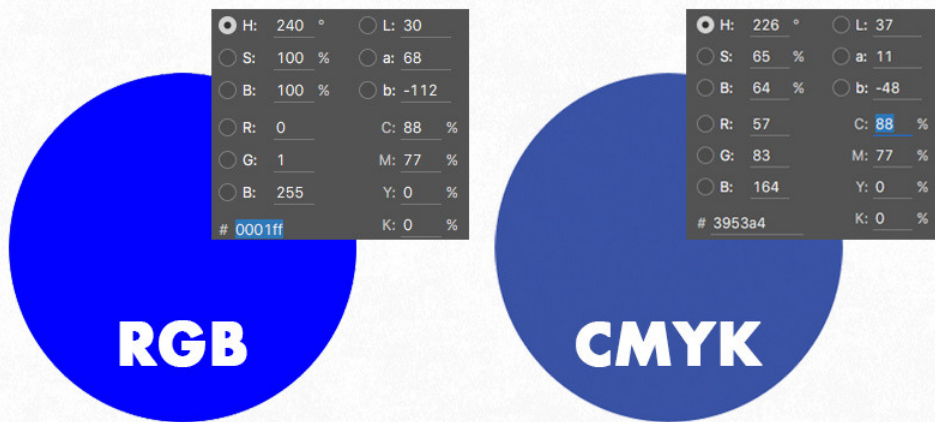 H: 240 ° L: 30
S: 100 % a: 68
B: 100 % b: -112
R: 0 C: 88 %
G: 1 M: 77 %
B: 255 Y: 0 %
# 0001ff K: 0 %
RGB
H: 226 ° L: 37
S: 65 % a: 11
B: 64 % b: -48
R: 57 C: 88 %
G: 83 M: 77 %
B: 164 Y: 0 %
# 3953a4 K: 0 %
CMYK